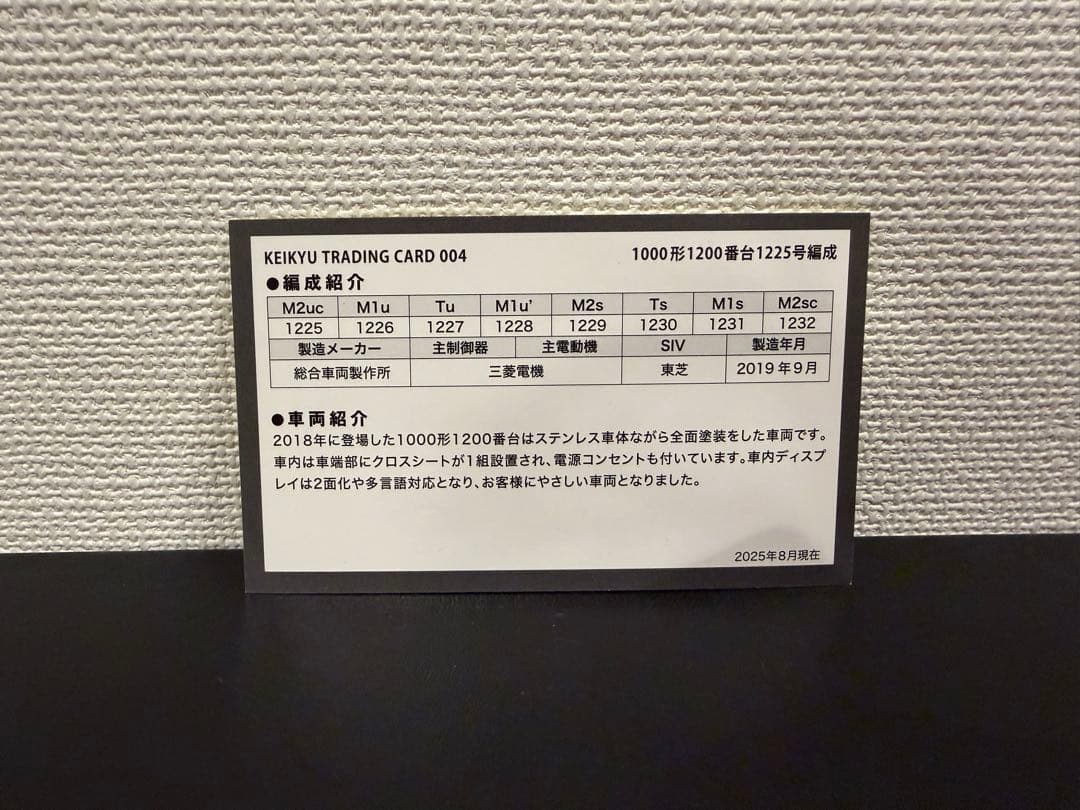 KEIKYU TRADING CARD 004 1000形1200番台1225号編成
●編成紹介
M2uc M1u Tu M1u' M2s Ts M1s M2sc
1225 1226 1227 1228 1229 1230 1231 1232
製造メーカー 主制御器 主電動機 SIV 製造年月
総合車両製作所 三菱電機 東芝 2019年9月
●車両紹介
2018年に登場した1000形1200番台はステンレス車体ながら全面塗装をした車両です。
車内は車端部にクロスシートが1組設置され、電源コンセントも付いています。車内ディスプ
レイは2面化や多言語対応となり、お客様にやさしい車両となりました。
2025年8月現在